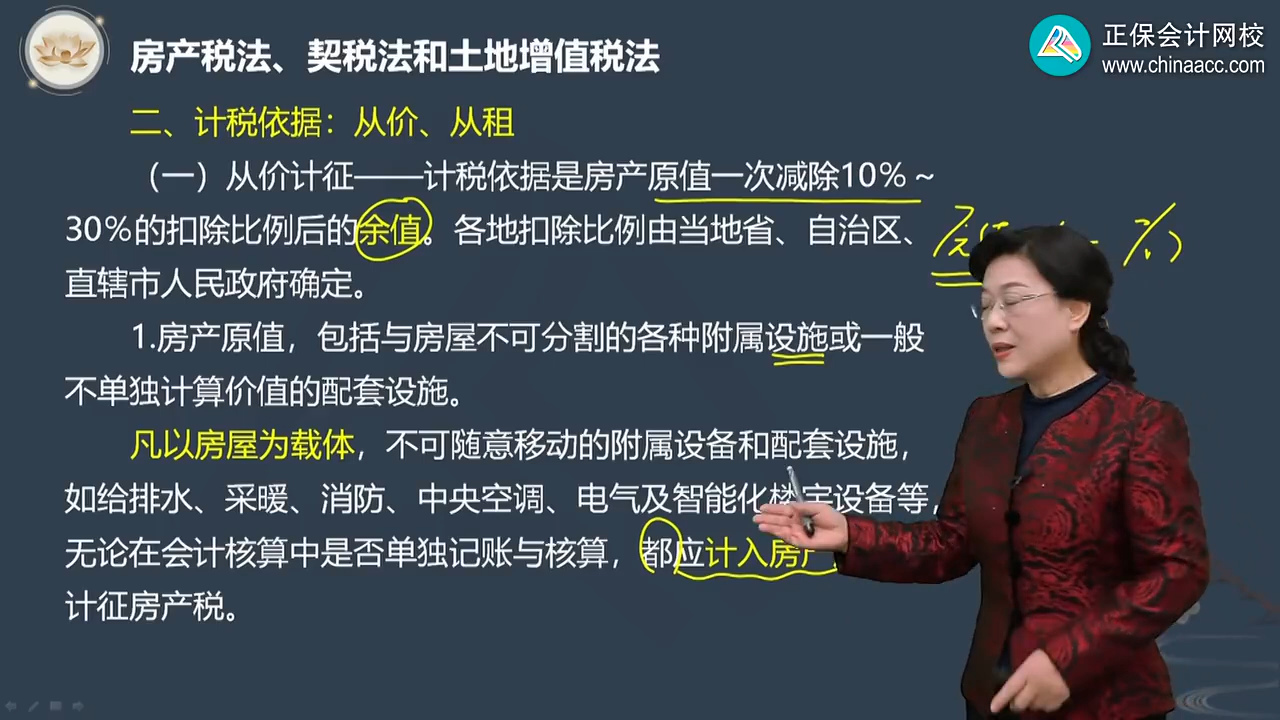 正保会计网校
www.chinaacc.com
房产税法、契税法和土地增值税法
二、计税依据：从价、从租
（一）从价计征——计税依据是房产原值一次减除10%～
30%的扣除比例后的余值。各地扣除比例由当地省、自治区、
直辖市人民政府确定。
1.房产原值，包括与房屋不可分割的各种附属设施或一般
不单独计算价值的配套设施。
凡以房屋为载体，不可随意移动的附属设备和配套设施，
如给排水、采暖、消防、中央空调、电气及智能化楼宇设备等，
无论在会计核算中是否单独记账与核算，都应计入房产
计征房产税。